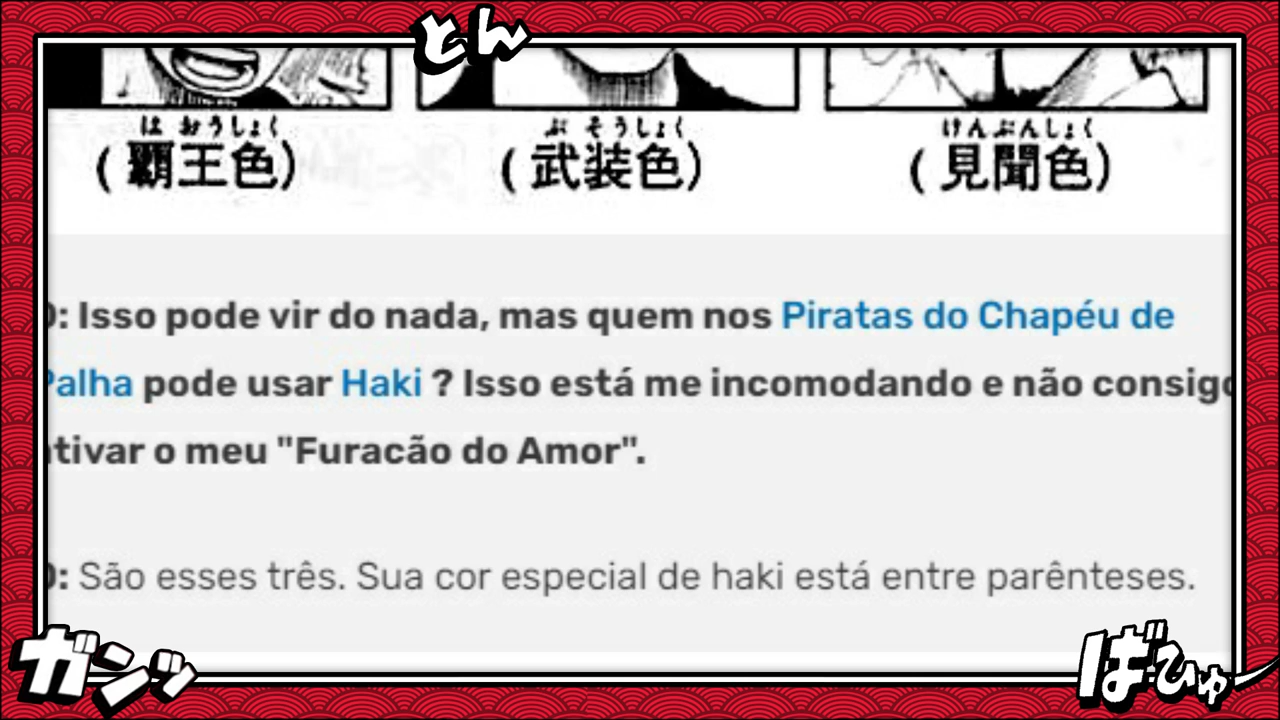 とん
はおうしょく ぶそうしょく けんぶんしょく
(覇王色) (武装色) (見聞色)
: Isso pode vir do nada, mas quem nos Piratas do Chapéu de
Palha pode usar Haki ? Isso está me incomodando e não consigo
ativar o meu "Furacão do Amor".
: São esses três. Sua cor especial de haki está entre parênteses.
ガンッ ばひゅ